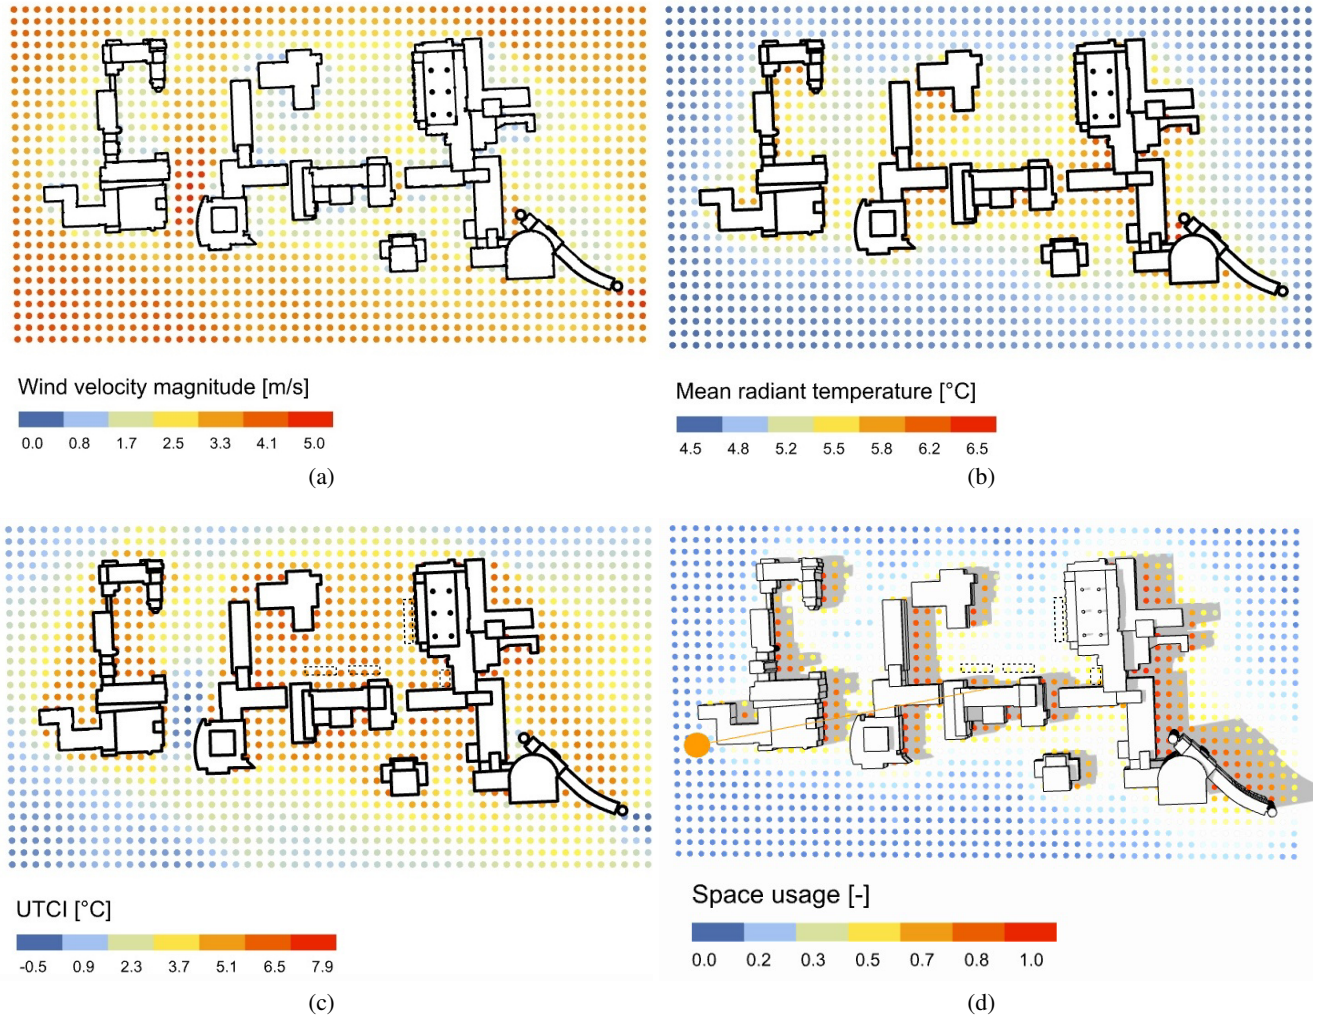 Wind velocity magnitude [m/s]
0.0 0.8 1.7 2.5 3.3 4.1 5.0
(a)
Mean radiant temperature [°C]
4.5 4.8 5.2 5.5 5.8 6.2 6.5
(b)
UTCI [°C]
-0.5 0.9 2.3 3.7 5.1 6.5 7.9
(c)
Space usage [-]
0.0 0.2 0.3 0.5 0.7 0.8 1.0
(d)